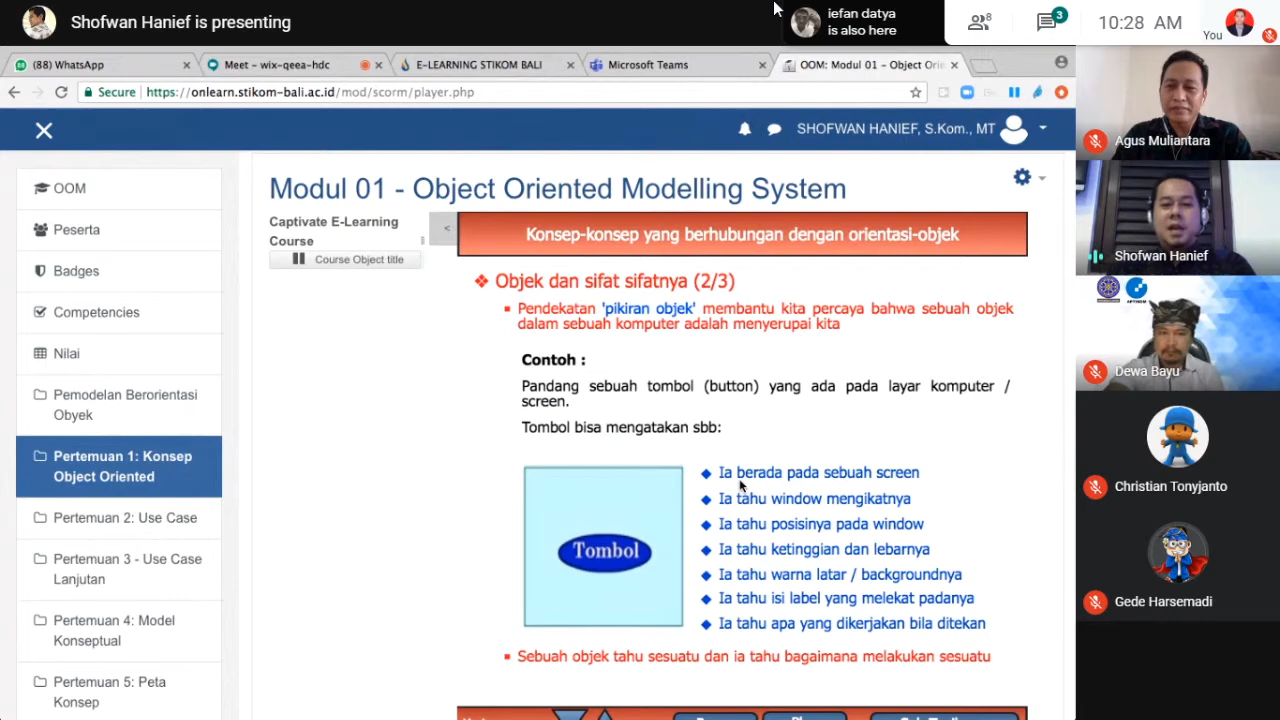 Shofwan Hanief is presenting
iefan datya
is also here
8
3
10:28 AM
You
(88) WhatsApp
Meet – wix-qeea-hdc
E-LEARNING STIKOM BALI
Microsoft Teams
OOM: Modul 01 - Object Orie
Secure
https://onlearn.stikom-bali.ac.id/mod/scorm/player.php
SHOFWAN HANIEF, S.Kom., MT
OOM
Peserta
Badges
Competencies
Nilai
Pemodelan Berorientasi
Obyek
Pertemuan 1: Konsep
Object Oriented
Pertemuan 2: Use Case
Pertemuan 3 - Use Case
Lanjutan
Pertemuan 4: Model
Konseptual
Pertemuan 5: Peta
Konsep
Modul 01 - Object Oriented Modelling System
Captivate E-Learning
Course
Course Object title
<
Konsep-konsep yang berhubungan dengan orientasi-objek
Objek dan sifat sifatnya (2/3)
Pendekatan 'pikiran objek' membantu kita percaya bahwa sebuah objek
dalam sebuah komputer adalah menyerupai kita
Contoh :
Pandang sebuah tombol (button) yang ada pada layar komputer /
screen.
Tombol bisa mengatakan sbb:
Tombol
Ia berada pada sebuah screen
Ia tahu window mengikatnya
Ia tahu posisinya pada window
Ia tahu ketinggian dan lebarnya
Ia tahu warna latar / backgroundnya
Ia tahu isi label yang melekat padanya
Ia tahu apa yang dikerjakan bila ditekan
Sebuah objek tahu sesuatu dan ia tahu bagaimana melakukan sesuatu
Agus Muliantara
Shofwan Hanief
APTIKOM
Dewa Bayu
Christian Tonyjanto
Gede Harsemadi